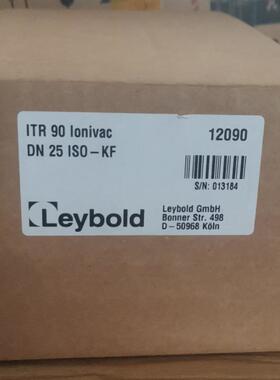 ITR 90 Ionivac
12090
DN 25 ISO-KF
S/N: 013184
Leybold
Leybold GmbH
Bonner Str. 498
D-50968 Köln